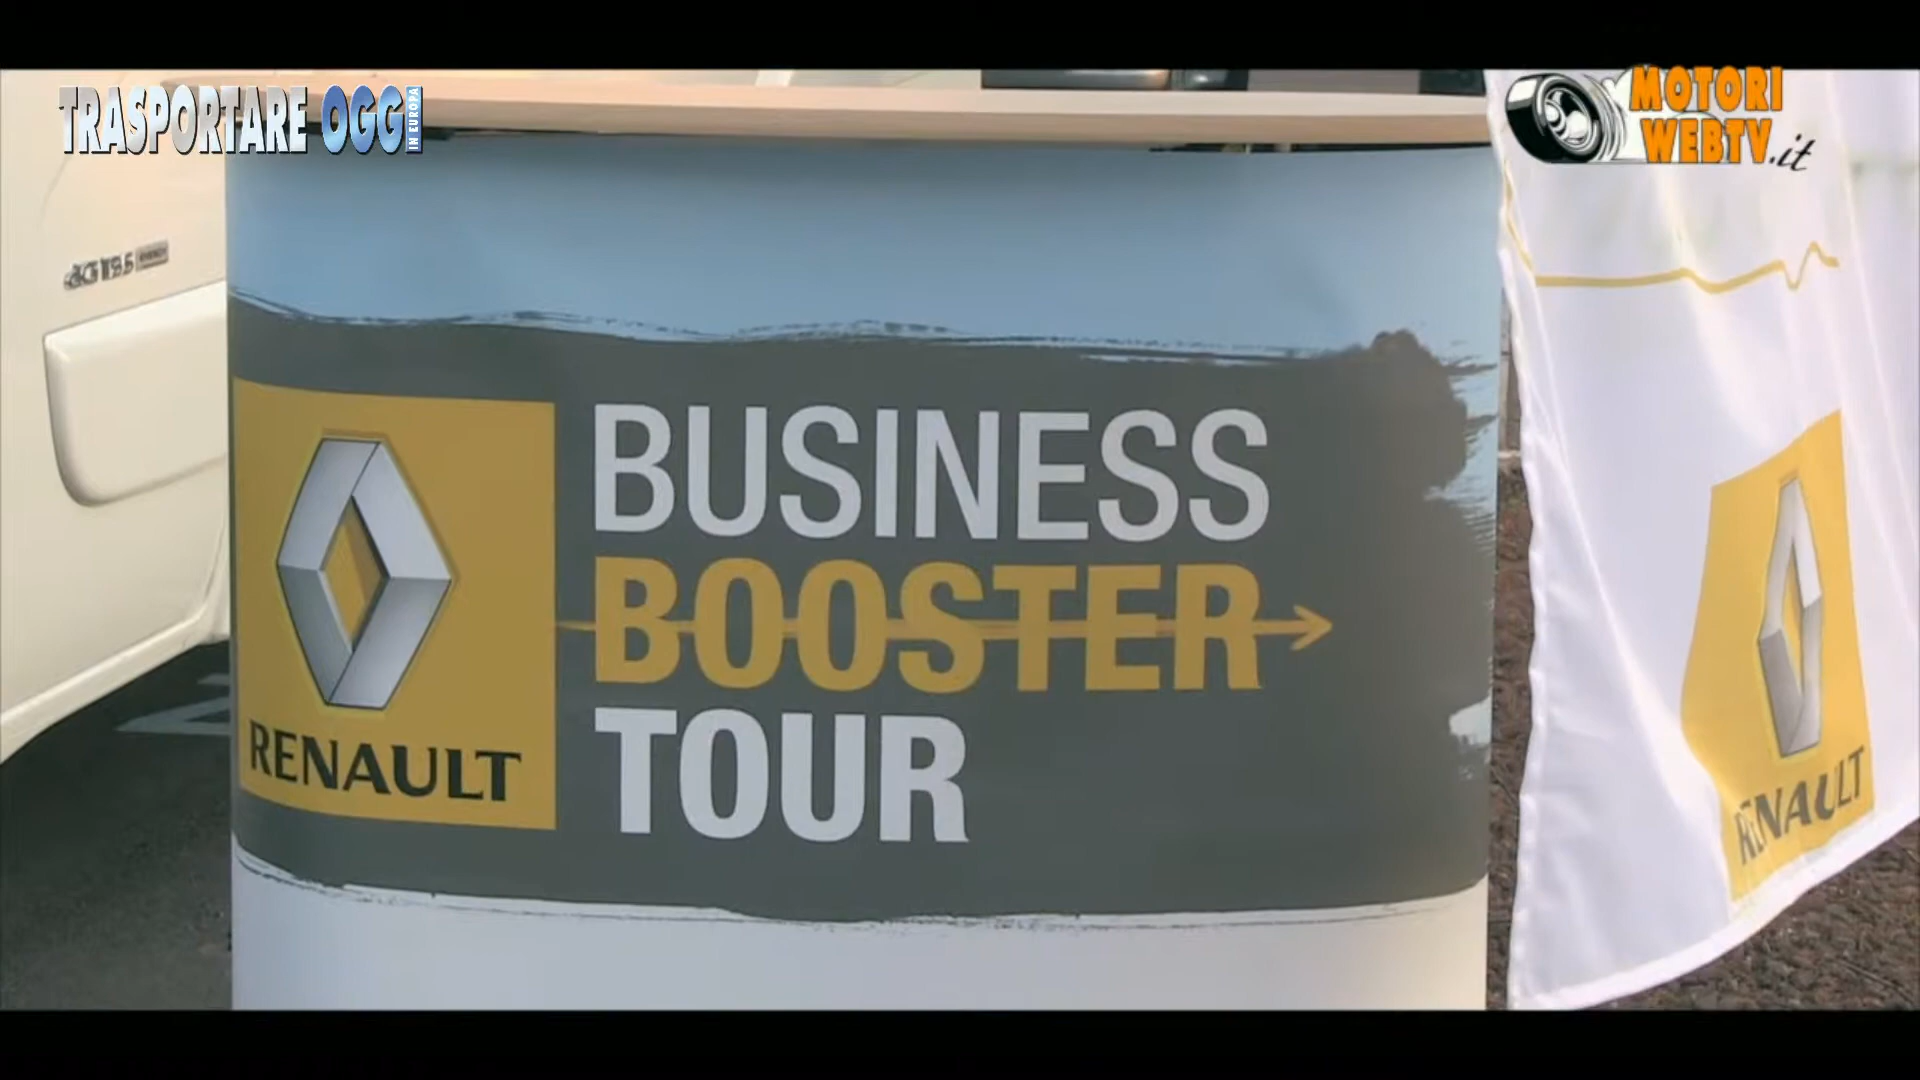 TRASPORTARE OGGI
IN EUROPA
MOTORI
WEBTV.it
BUSINESS
BOOSTER
TOUR
RENAULT
RENAULT